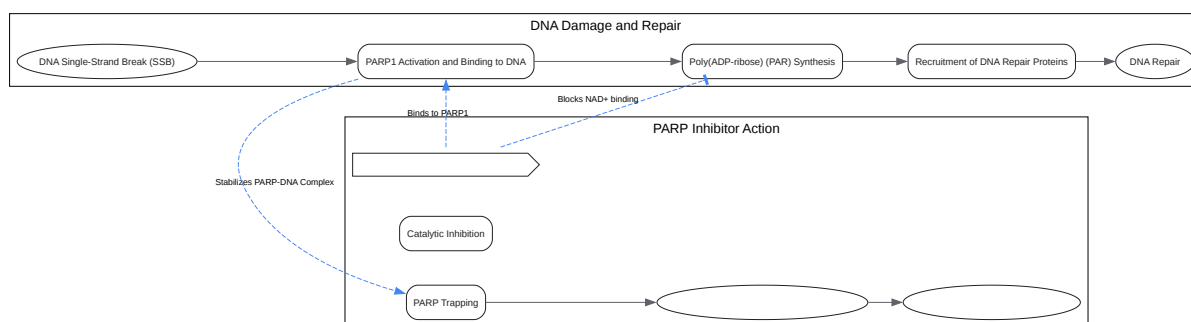 DNA Damage and Repair
DNA Single-Strand Break (SSB)
PARP1 Activation and Binding to DNA
Poly(ADP-ribose) (PAR) Synthesis
Recruitment of DNA Repair Proteins
DNA Repair
Blocks NAD+ binding
Binds to PARP1
PARP Inhibitor Action
Stabilizes PARP-DNA Complex
Catalytic Inhibition
PARP Trapping